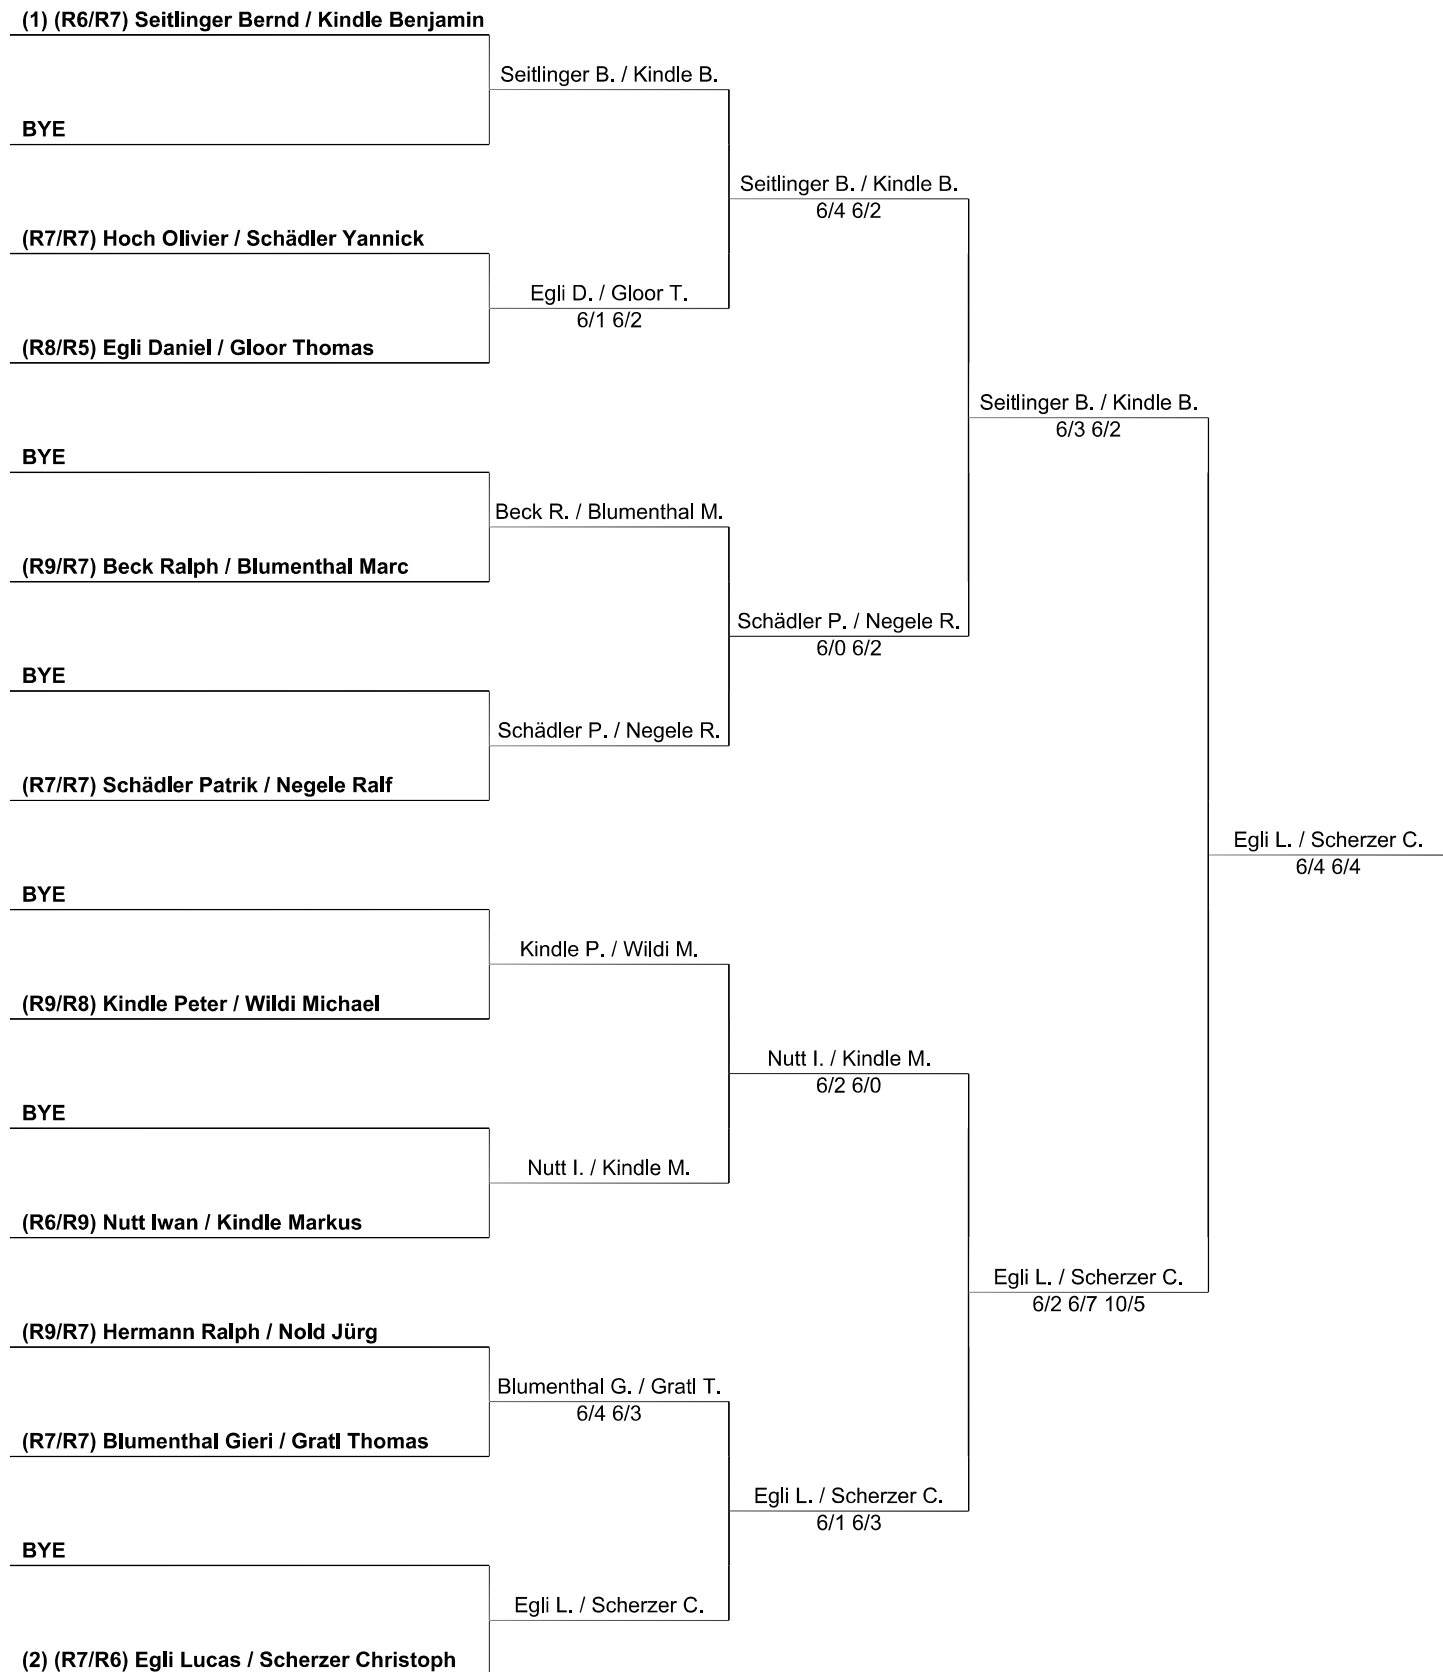 (1) (R6/R7) Seitlinger Bernd / Kindle Benjamin
Seitlinger B. / Kindle B.
BYE
Seitlinger B. / Kindle B.
6/4 6/2
(R7/R7) Hoch Olivier / Schädler Yannick
Egli D. / Gloor T.
6/1 6/2
(R8/R5) Egli Daniel / Gloor Thomas
Seitlinger B. / Kindle B.
6/3 6/2
BYE
Beck R. / Blumenthal M.
(R9/R7) Beck Ralph / Blumenthal Marc
Schädler P. / Negele R.
6/0 6/2
BYE
Schädler P. / Negele R.
(R7/R7) Schädler Patrik / Negele Ralf
Egli L. / Scherzer C.
6/4 6/4
BYE
Kindle P. / Wildi M.
(R9/R8) Kindle Peter / Wildi Michael
Nutt I. / Kindle M.
6/2 6/0
BYE
Nutt I. / Kindle M.
(R6/R9) Nutt Iwan / Kindle Markus
Egli L. / Scherzer C.
6/2 6/7 10/5
(R9/R7) Hermann Ralph / Nold Jürg
Blumenthal G. / Gratl T.
6/4 6/3
(R7/R7) Blumenthal Gieri / Gratl Thomas
Egli L. / Scherzer C.
6/1 6/3
BYE
Egli L. / Scherzer C.
(2) (R7/R6) Egli Lucas / Scherzer Christoph